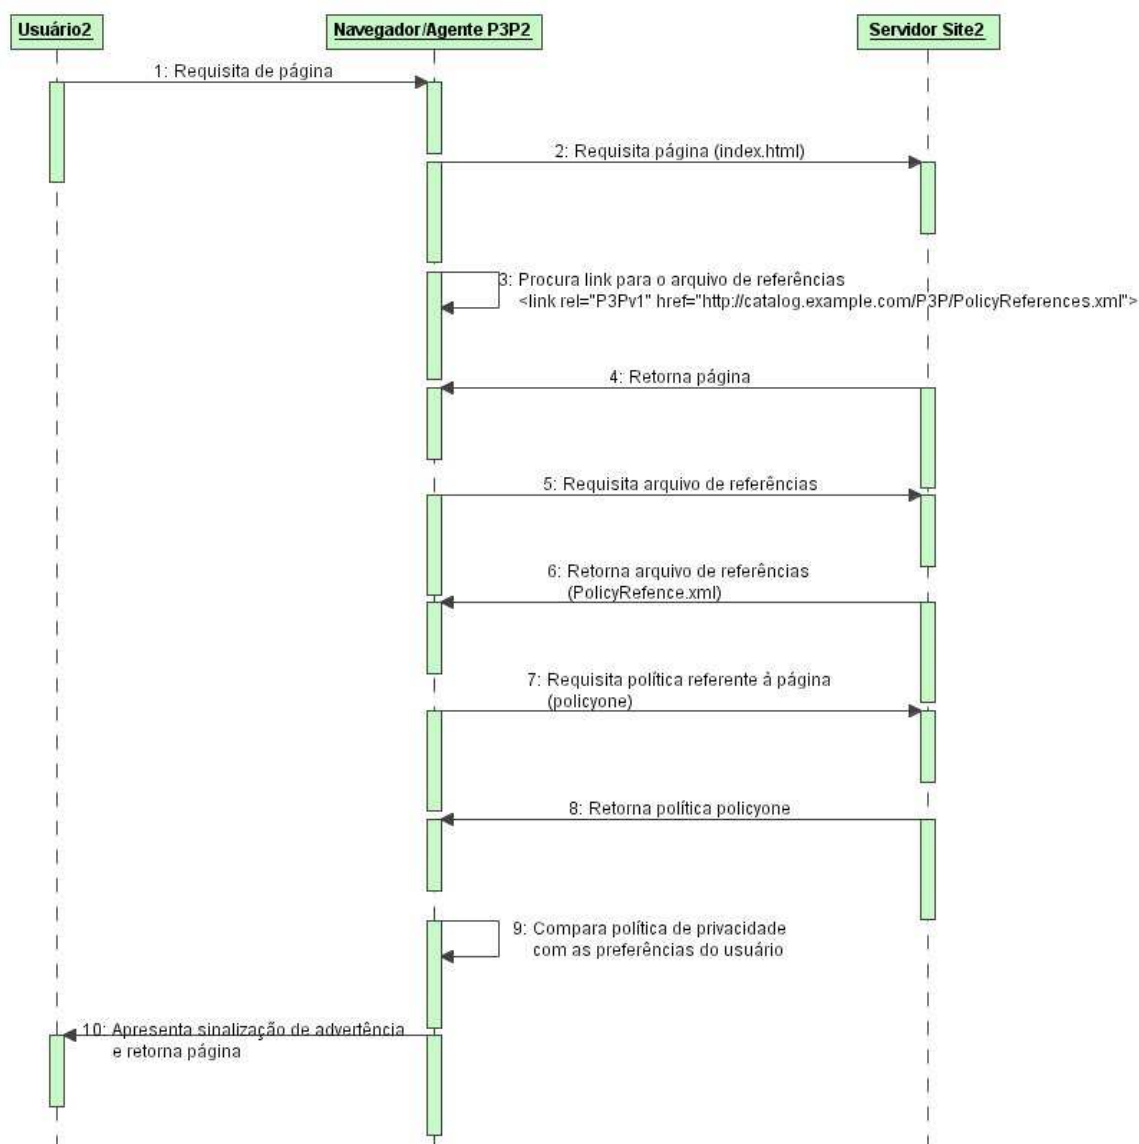 Usuário2
Navegador/Agente P3P2
Servidor Site2
1: Requisita de página
2: Requisita página (index.html)
3: Procura link para o arquivo de referências
<link rel="P3Pv1" href="http://catalog.example.com/P3P/PolicyReferences.xml">
4: Retorna página
5: Requisita arquivo de referências
6: Retorna arquivo de referências
(PolicyRefence.xml)
7: Requisita política referente à página
(policyone)
8: Retorna política policyone
9: Compara política de privacidade
com as preferências do usuário
10: Apresenta sinalização de advertência
e retorna página